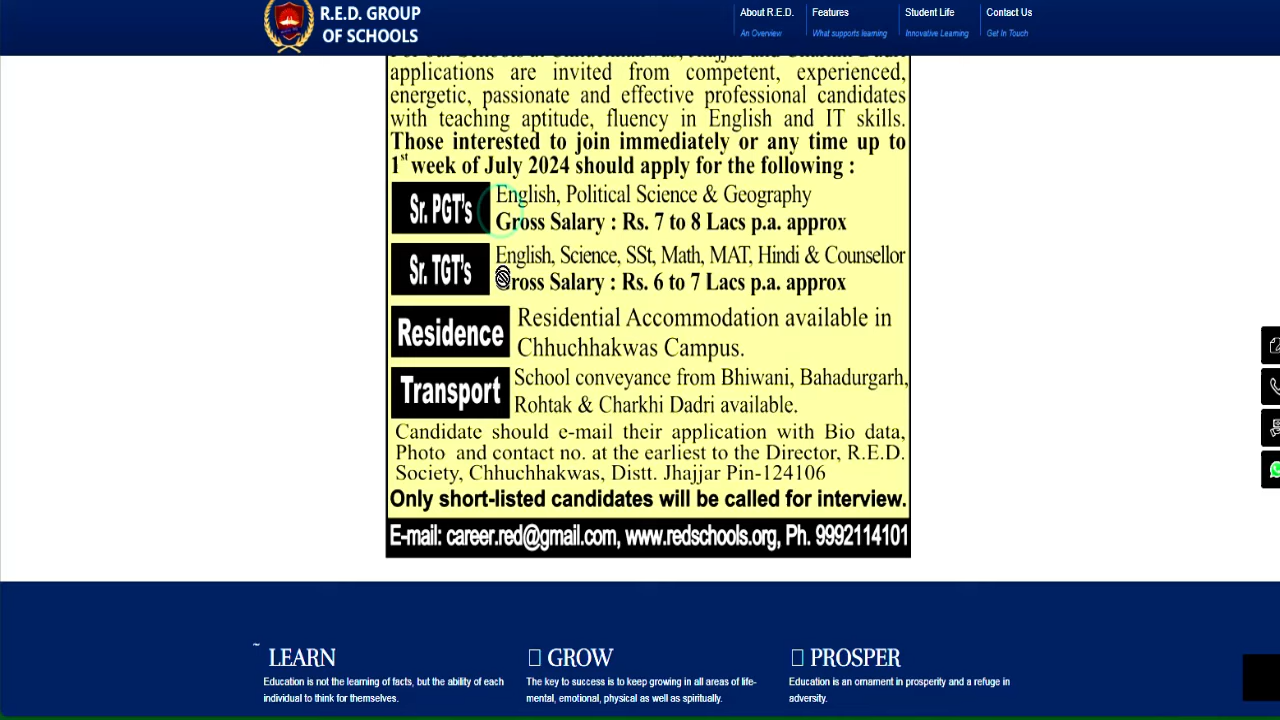 R.E.D. GROUP
OF SCHOOLS
About R.E.D.
An Overview
Features
What supports learning
Student Life
Innovative Learning
Contact Us
Get In Touch
applications are invited from competent, experienced,
energetic, passionate and effective professional candidates
with teaching aptitude, fluency in English and IT skills.
Those interested to join immediately or any time up to
1st week of July 2024 should apply for the following :
Sr. PGT's English, Political Science & Geography
Gross Salary : Rs. 7 to 8 Lacs p.a. approx
Sr. TGT's English, Science, SSt, Math, MAT, Hindi & Counsellor
Gross Salary : Rs. 6 to 7 Lacs p.a. approx
Residence Residential Accommodation available in
Chhuchhakwas Campus.
Transport School conveyance from Bhiwani, Bahadurgarh,
Rohtak & Charkhi Dadri available.
Candidate should e-mail their application with Bio data,
Photo and contact no. at the earliest to the Director, R.E.D.
Society, Chhuchhakwas, Distt. Jhajjar Pin-124106
Only short-listed candidates will be called for interview.
E-mail: career.red@gmail.com, www.redschools.org, Ph. 9992114101
LEARN
Education is not the learning of facts, but the ability of each
individual to think for themselves.
GROW
The key to success is to keep growing in all areas of life-
mental, emotional, physical as well as spiritually.
PROSPER
Education is an ornament in prosperity and a refuge in
adversity.